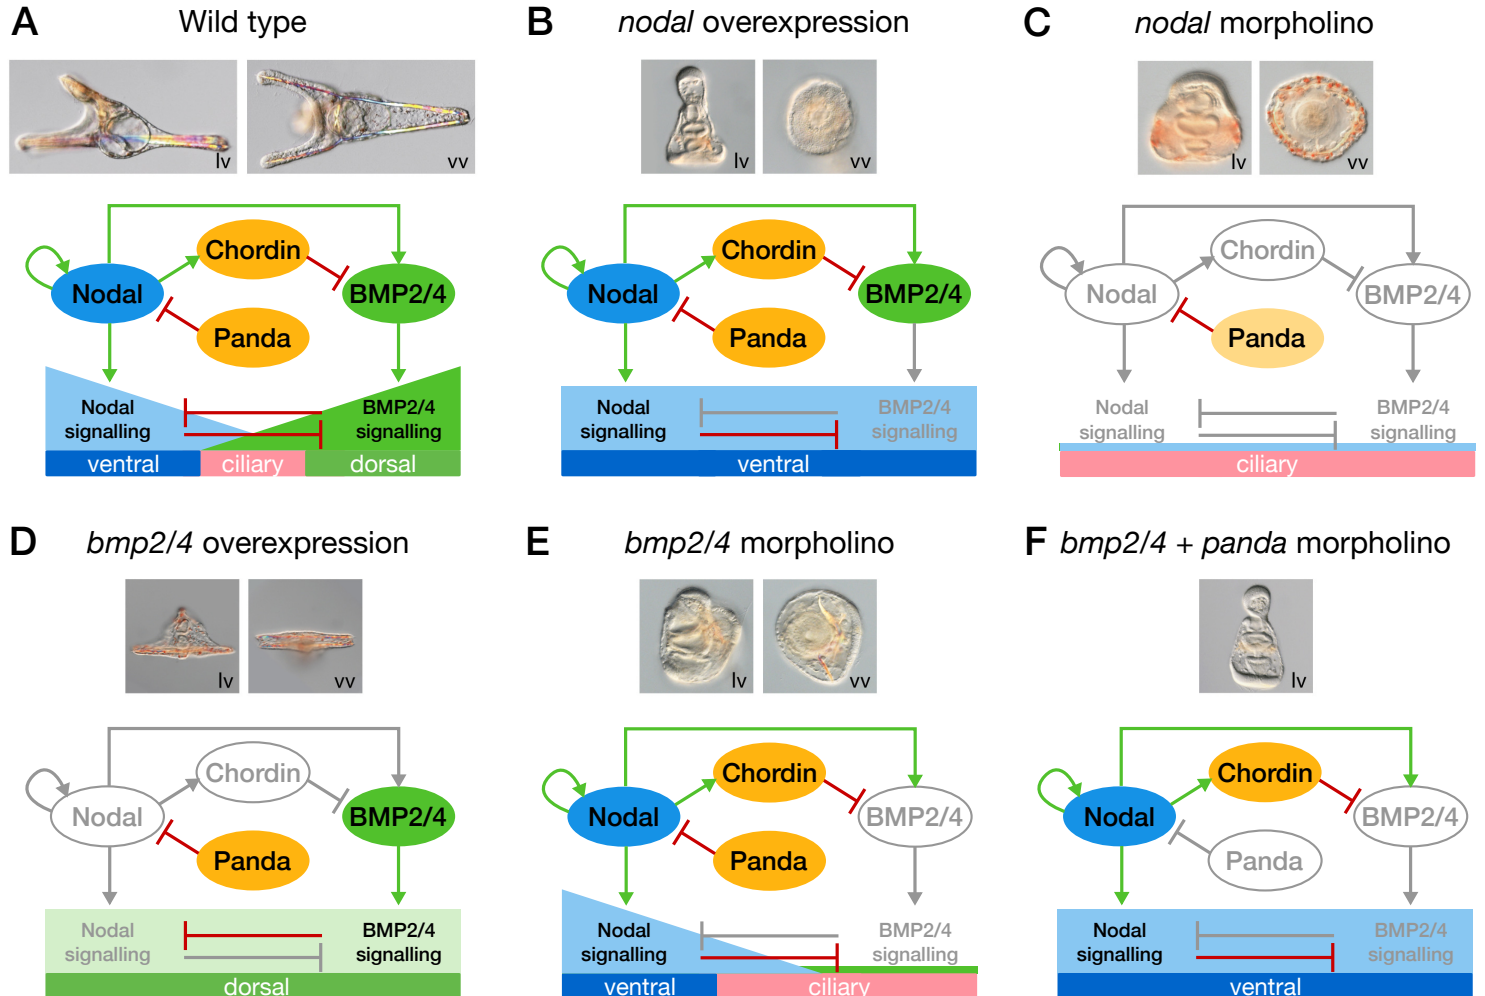 A Wild type
lv
vv
Chordin
Nodal
BMP2/4
Panda
Nodal
signalling
BMP2/4
signalling
ventral
ciliary
dorsal
B nodal overexpression
lv
vv
Chordin
Nodal
BMP2/4
Panda
Nodal
signalling
BMP2/4
signalling
ventral
C nodal morpholino
lv
vv
Chordin
Nodal
BMP2/4
Panda
Nodal
signalling
BMP2/4
signalling
ciliary
D bmp2/4 overexpression
lv
vv
Chordin
Nodal
BMP2/4
Panda
Nodal
signalling
BMP2/4
signalling
dorsal
E bmp2/4 morpholino
lv
vv
Chordin
Nodal
BMP2/4
Panda
Nodal
signalling
BMP2/4
signalling
ventral
ciliary
F bmp2/4 + panda morpholino
lv
Chordin
Nodal
BMP2/4
Panda
Nodal
signalling
BMP2/4
signalling
ventral